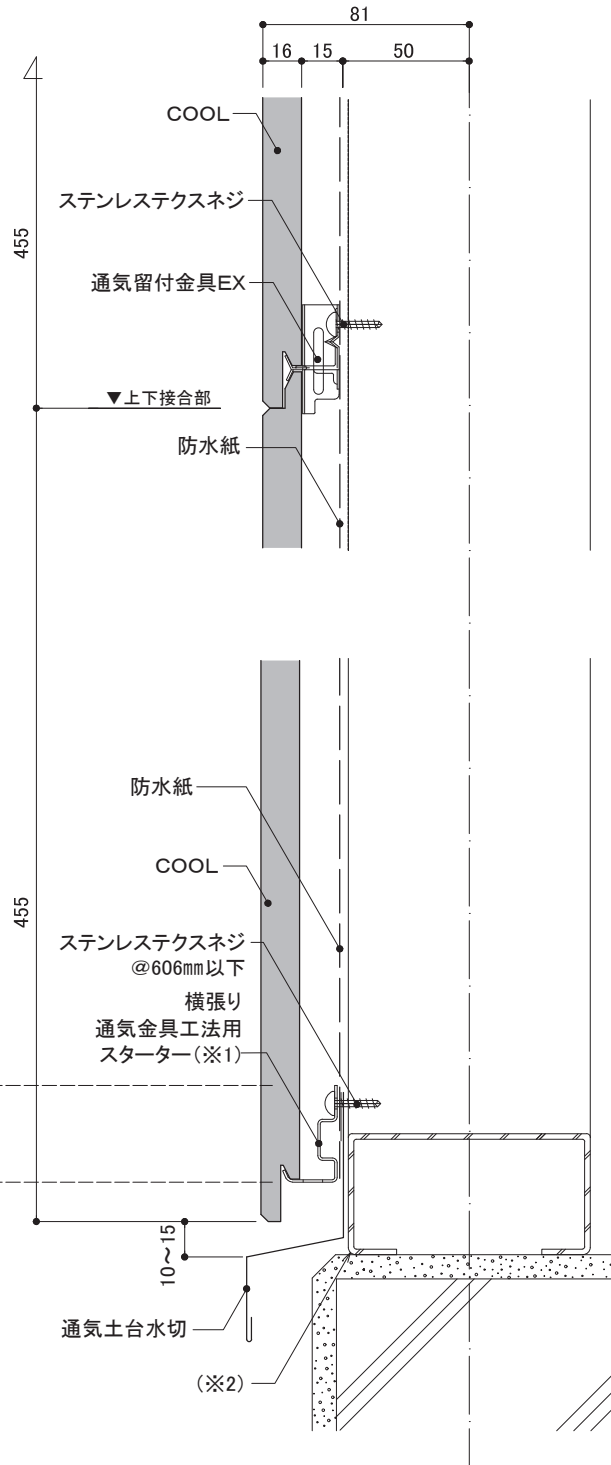 81
16 15 50
COOL
ステンレステクスネジ
455
通気留付金具EX
▼上下接合部
防水紙
防水紙
COOL
455
ステンレステクスネジ
@606mm以下
横張り
通気金具工法用
スターター(※1)
10～15
通気土台水切
(※2)